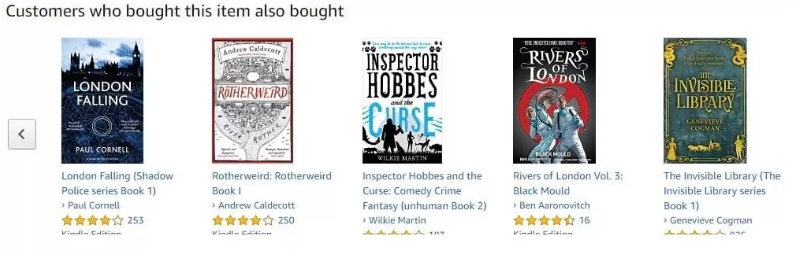 Customers who bought this item also bought
LONDON
FALLING
PAUL CORNELL
Andrew Caldecott
ROTHERWEIRD
INSPECTOR
HOBBES
and the
CURSE
WILKIE MARTIN
RIVERS
OF
LONDON
BLACK MOULD
THE
INVISIBLE
LIBRARY
GENEVIEVE
COGMAN
London Falling (Shadow
Police series Book 1)
› Paul Cornell
253
Kindle Edition
Rotherweird: Rotherweird
Book I
› Andrew Caldecott
250
Kindle Edition
Inspector Hobbes and the
Curse: Comedy Crime
Fantasy (unhuman Book 2)
› Wilkie Martin
Rivers of London Vol. 3:
Black Mould
› Ben Aaronovitch
16
Kindle Edition
The Invisible Library (The
Invisible Library series
Book 1)
› Genevieve Cogman